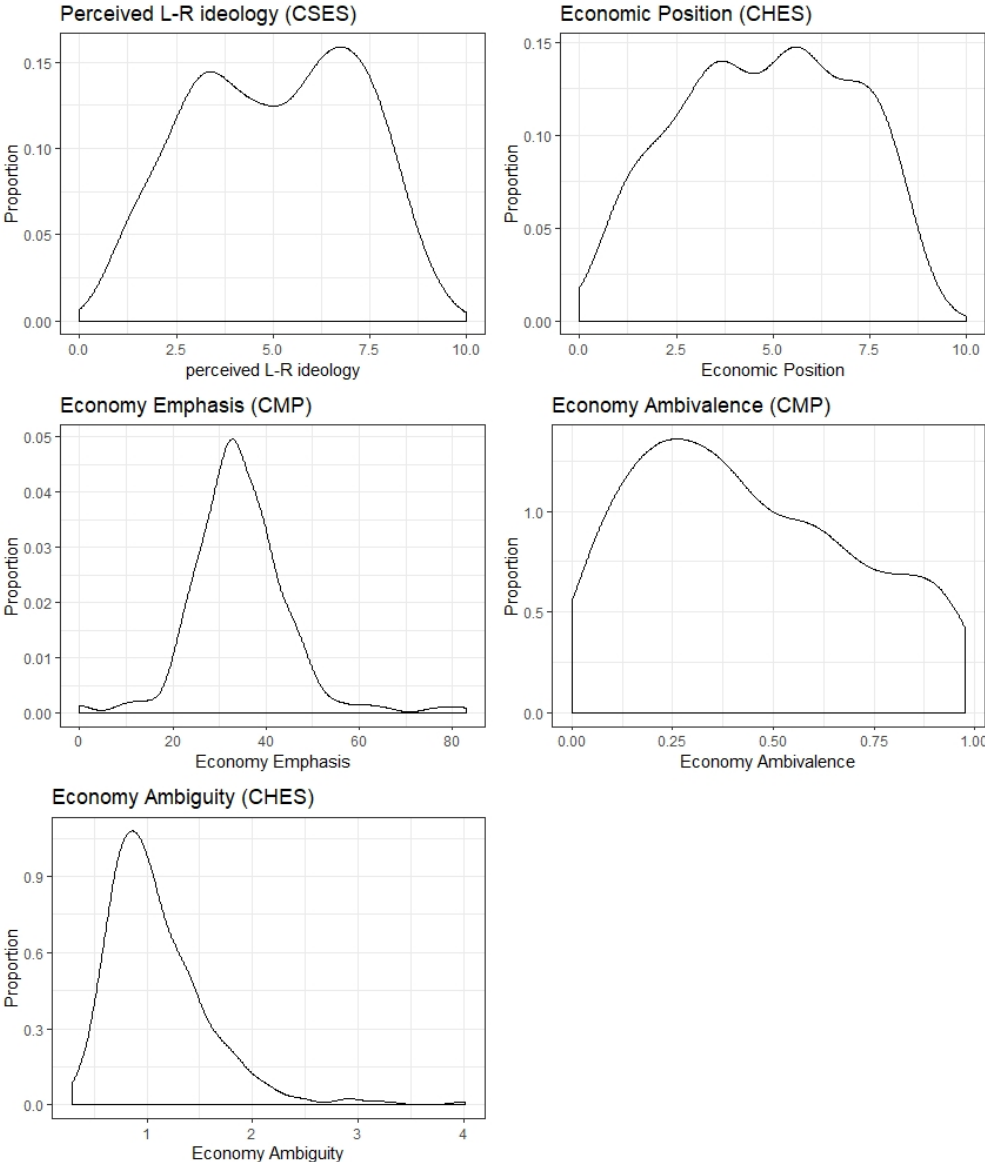 Perceived L-R ideology (CSES)
0.15
0.10
0.05
0.00
Proportion
0.0 2.5 5.0 7.5 10.0
perceived L-R ideology
Economic Position (CHES)
0.15
0.10
0.05
0.00
Proportion
0.0 2.5 5.0 7.5 10.0
Economic Position
Economy Emphasis (CMP)
0.05
0.04
0.03
0.02
0.01
0.00
Proportion
0 20 40 60 80
Economy Emphasis
Economy Ambivalence (CMP)
1.0
0.5
0.0
Proportion
0.00 0.25 0.50 0.75 1.00
Economy Ambivalence
Economy Ambiguity (CHES)
0.9
0.6
0.3
0.0
Proportion
1 2 3 4
Economy Ambiguity